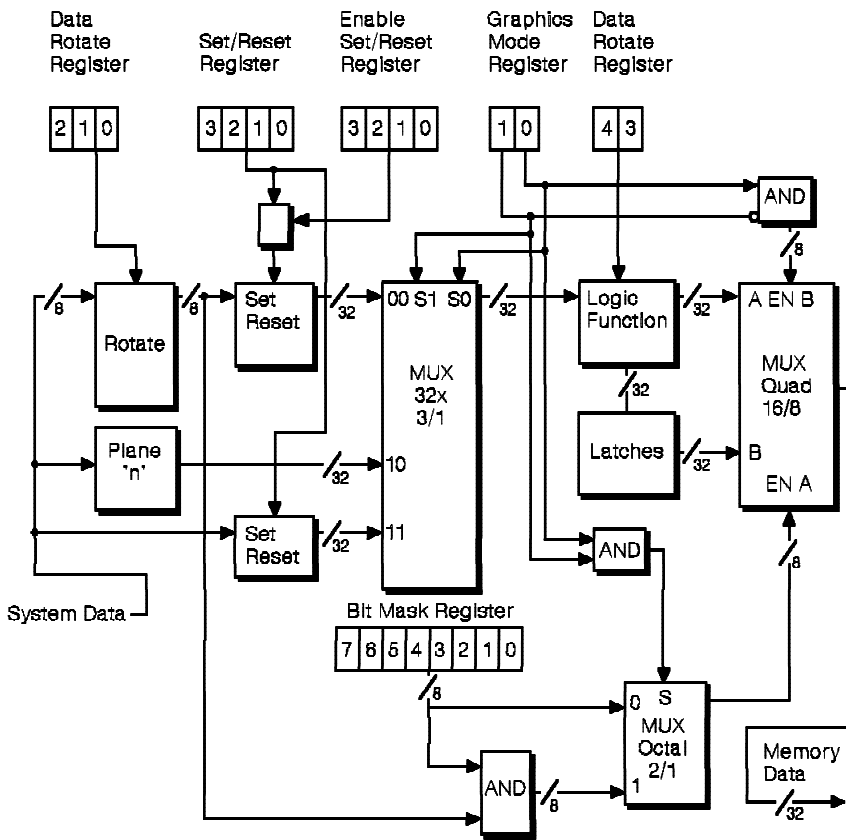 Data
Rotate
Register
Set/Reset
Register
Enable
Set/Reset
Register
Graphics
Mode
Register
Data
Rotate
Register
2 1 0
3 2 1 0
3 2 1 0
1 0
4 3
AND
8
8
Rotate
8
Set
Reset
32
00 S1 S0
MUX
32x
3/1
10
11
32
Logic
Function
32
A EN B
MUX
Quad
16/8
B
EN A
32
Plane
'n'
32
Latches
32
Set
Reset
32
AND
8
System Data
Bit Mask Register
7 6 5 4 3 2 1 0
8
0
S
MUX
Octal
2/1
1
AND
8
Memory
Data
32